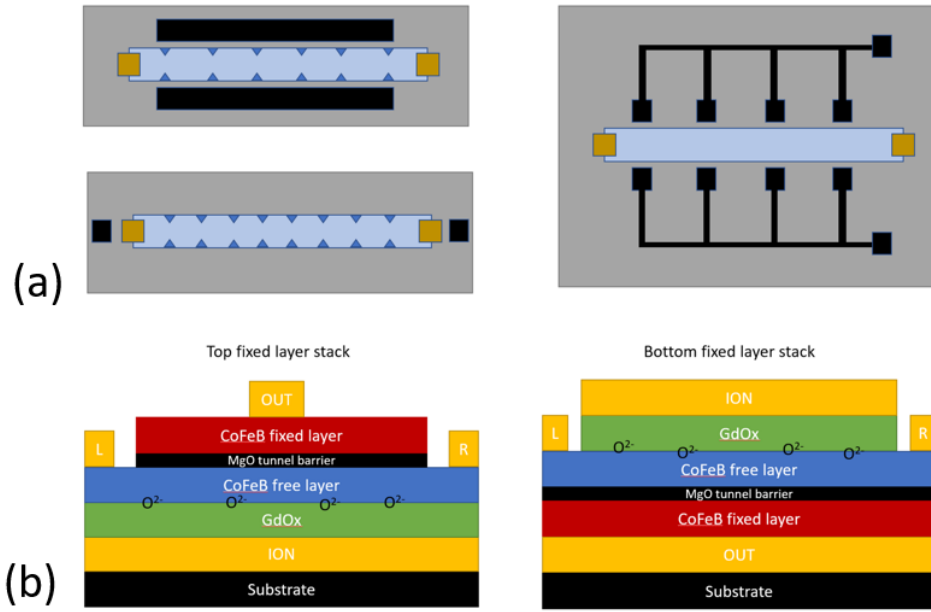 (a)
Top fixed layer stack
OUT
L
CoFeB fixed layer
R
MgO tunnel barrier
CoFeB free layer
O2- O2- O2- O2-
GdOx
ION
Substrate
Bottom fixed layer stack
ION
L
GdOx
R
O2- O2- O2- O2-
CoFeB free layer
MgO tunnel barrier
CoFeB fixed layer
OUT
Substrate
(b)